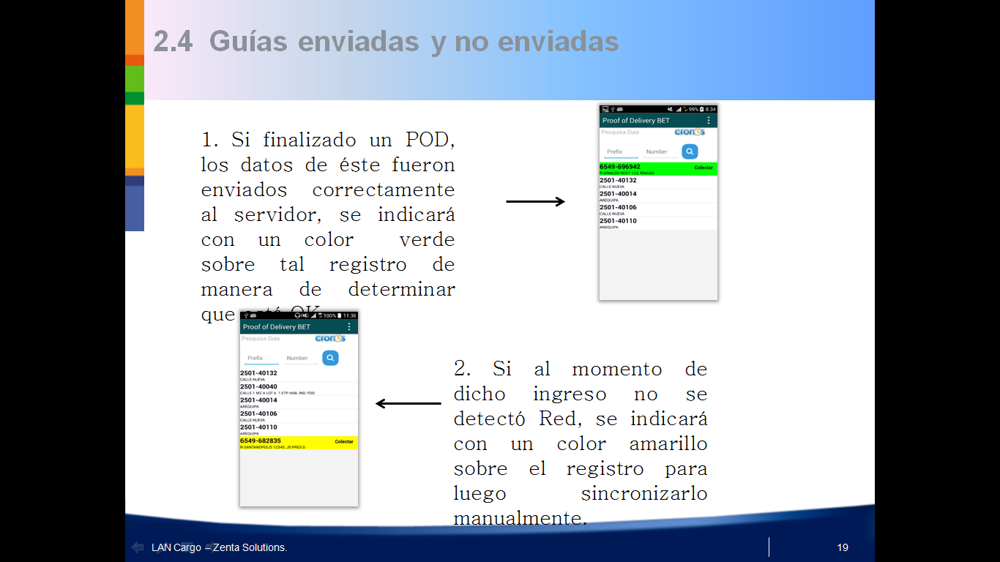 2.4 Guías enviadas y no enviadas
1. Si finalizado un POD,
los datos de éste fueron
enviados correctamente
al servidor, se indicará
con un color verde
sobre tal registro de
manera de determinar
que está OK
99% 8:34
Proof of Delivery BET
Pesquisa Guia cronos
Prefix Number
6549-696942 Colectar
R ARNILDO ROST 123, RINCAO
2501-40132
CALLE NUEVA
2501-40014
AREQUIPA
2501-40106
CALLE NUEVA
2501-40110
AREQUIPA
100% 11:36
Proof of Delivery BET
Pesquisa Guia cronos
Prefix Number
2501-40132
CALLE NUEVA
2501-40040
CALLE 1 MZ A LOT 6 1 ETP HAB. IND. FDO
2501-40014
AREQUIPA
2501-40106
CALLE NUEVA
2501-40110
AREQUIPA
6549-682835 Colectar
R SANTANOPOLIS 12345, JD PRES D
2. Si al momento de
dicho ingreso no se
detectó Red, se indicará
con un color amarillo
sobre el registro para
luego sincronizarlo
manualmente.
LAN Cargo – Zenta Solutions.
19